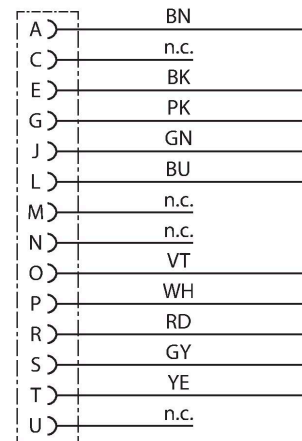 A BN
C n.c.
E BK
G PK
J GN
L BU
M n.c.
N n.c.
O VT
P WH
R RD
S GY
T YE
U n.c.